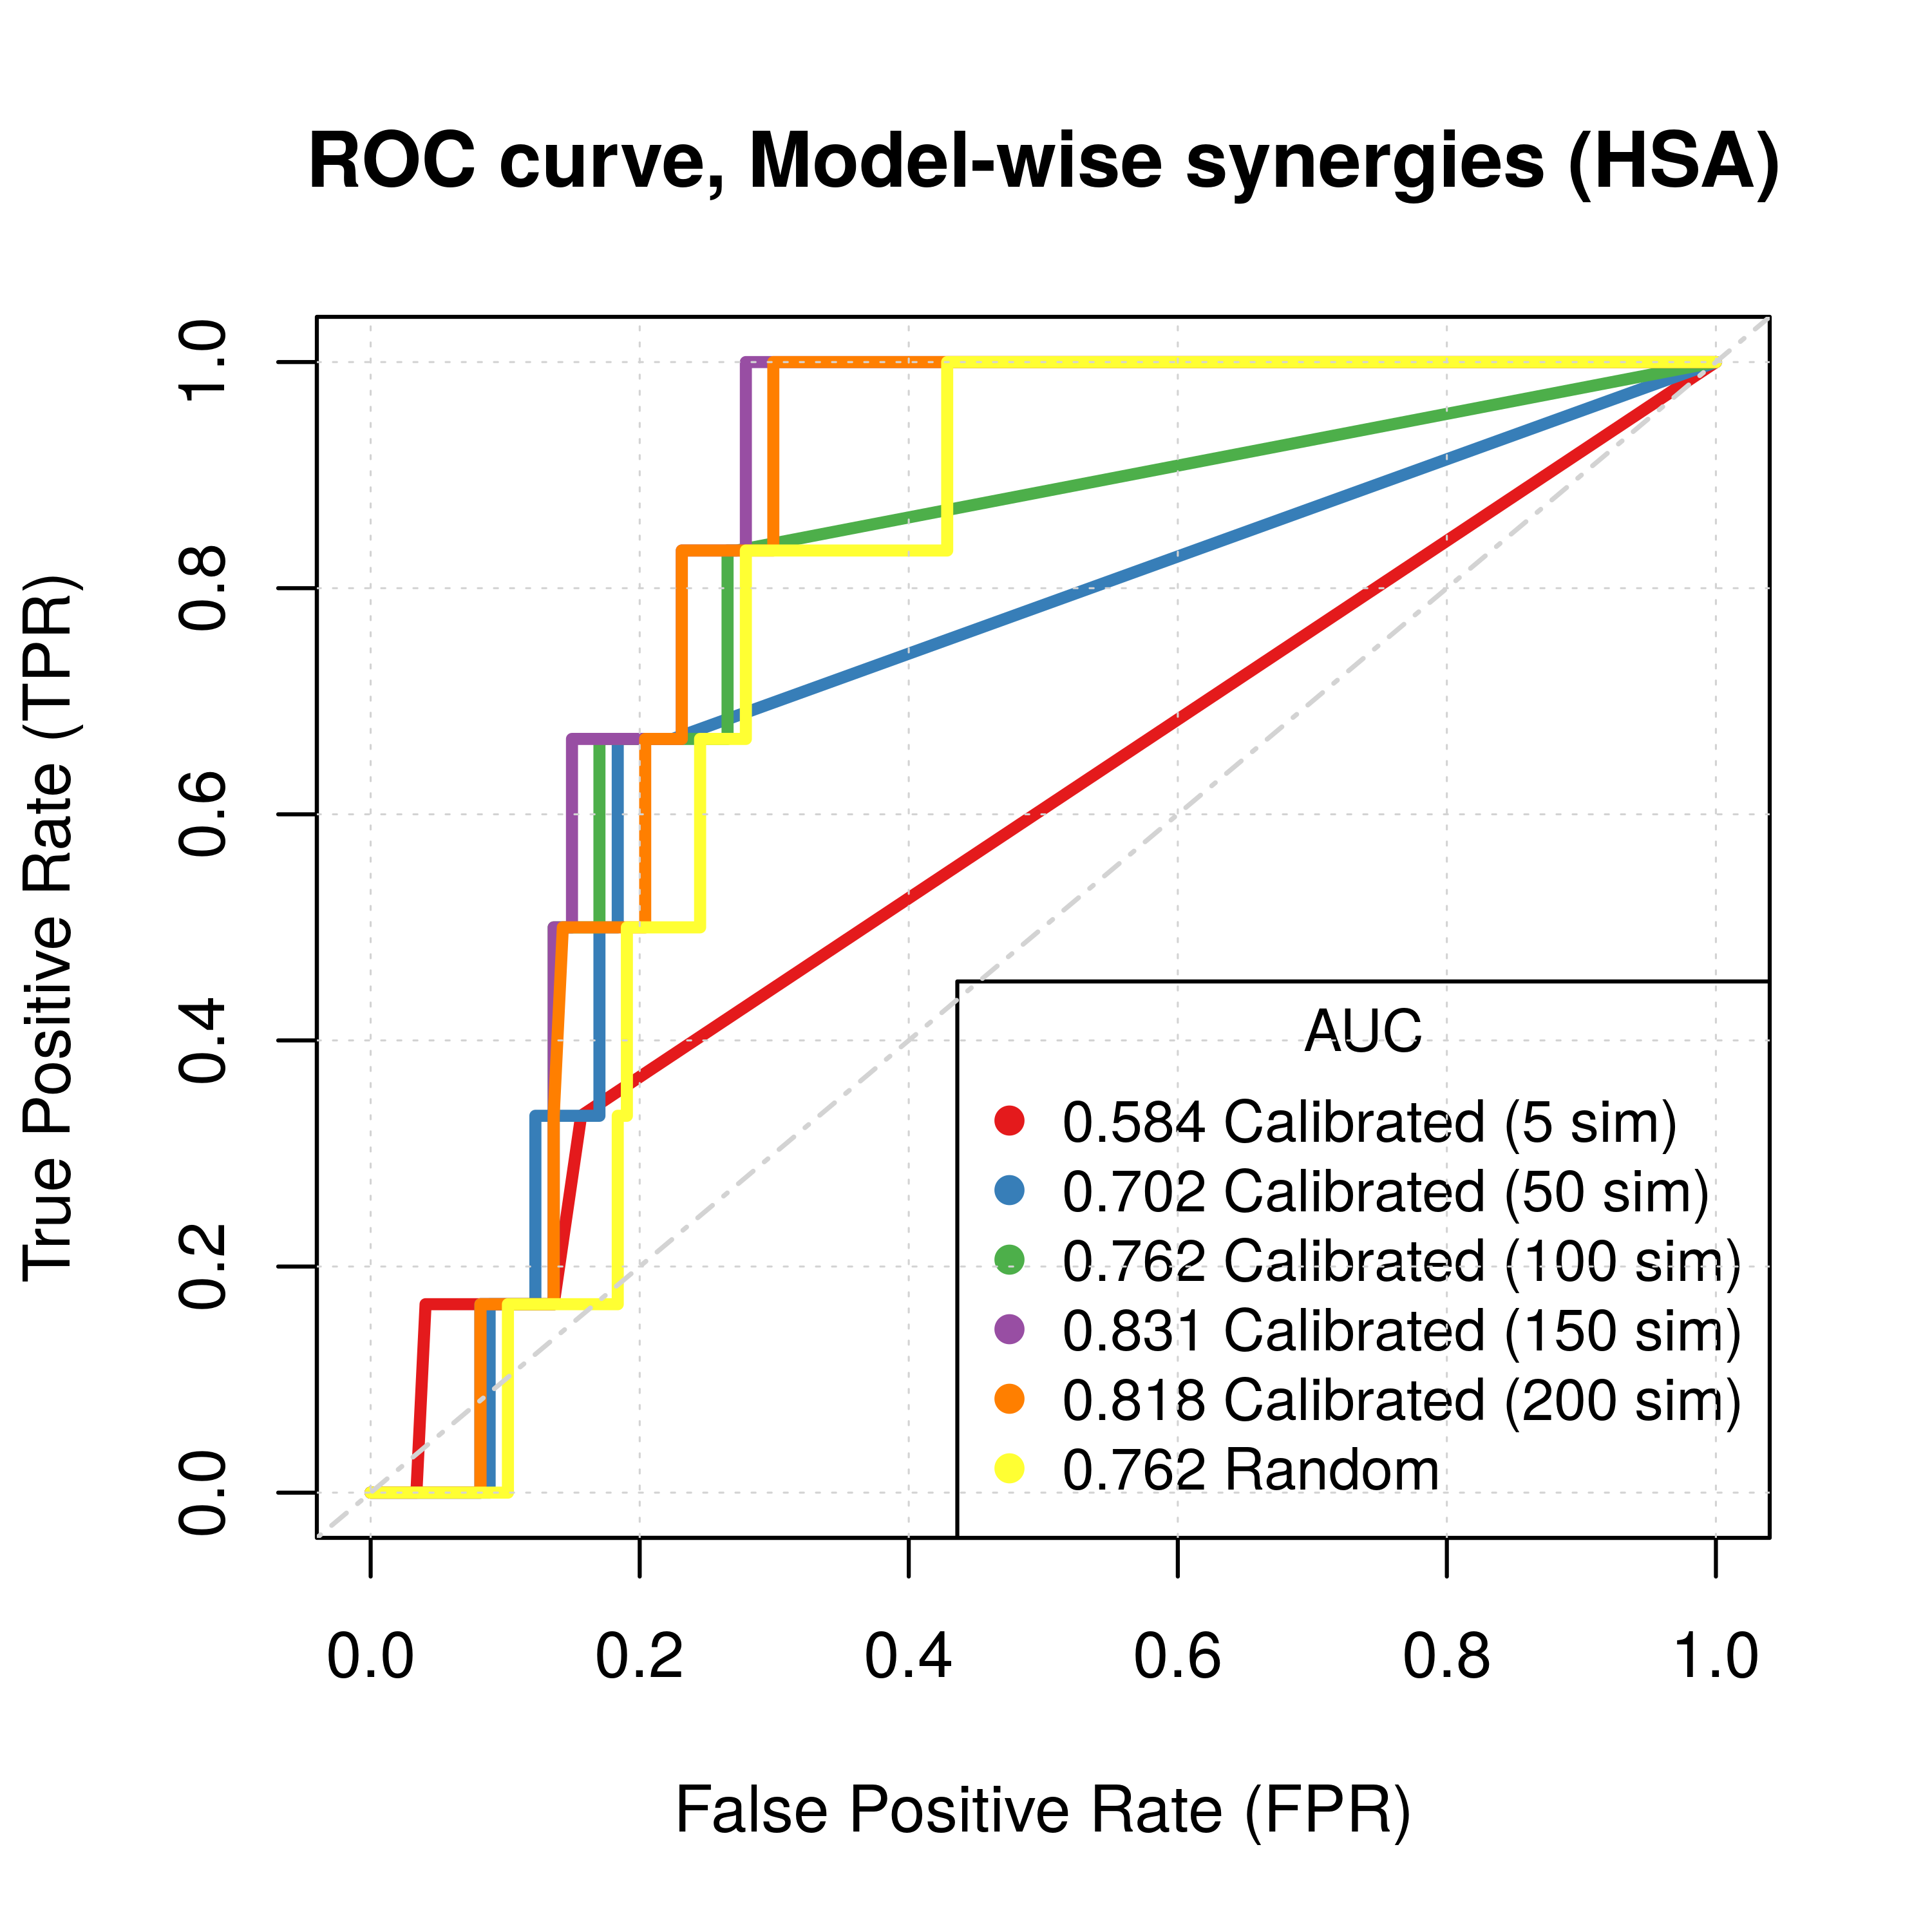 ROC curve, Model-wise synergies (HSA)
True Positive Rate (TPR)
1.0
0.8
0.6
0.4
0.2
0.0
AUC
0.584 Calibrated (5 sim)
0.702 Calibrated (50 sim)
0.762 Calibrated (100 sim)
0.831 Calibrated (150 sim)
0.818 Calibrated (200 sim)
0.762 Random
0.0 0.2 0.4 0.6 0.8 1.0
False Positive Rate (FPR)